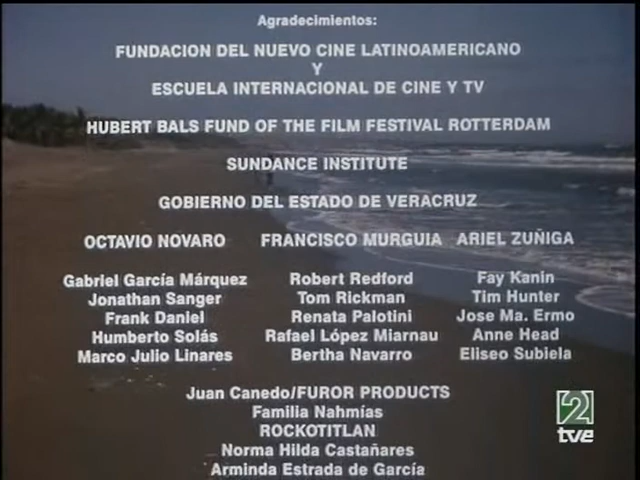 Agradecimientos:
FUNDACION DEL NUEVO CINE LATINOAMERICANO
Y
ESCUELA INTERNACIONAL DE CINE Y TV
HUBERT BALS FUND OF THE FILM FESTIVAL ROTTERDAM
SUNDANCE INSTITUTE
GOBIERNO DEL ESTADO DE VERACRUZ
OCTAVIO NOVARO FRANCISCO MURGUIA ARIEL ZUÑIGA
Gabriel García Márquez Robert Redford Fay Kanin
Jonathan Sanger Tom Rickman Tim Hunter
Frank Daniel Renata Palotini Jose Ma. Ermo
Humberto Solás Rafael López Miarnau Anne Head
Marco Julio Linares Bertha Navarro Eliseo Subiela
Juan Canedo/FUROR PRODUCTS
Familia Nahmías
ROCKOTITLAN
Norma Hilda Castañares
Arminda Estrada de García
2
tve